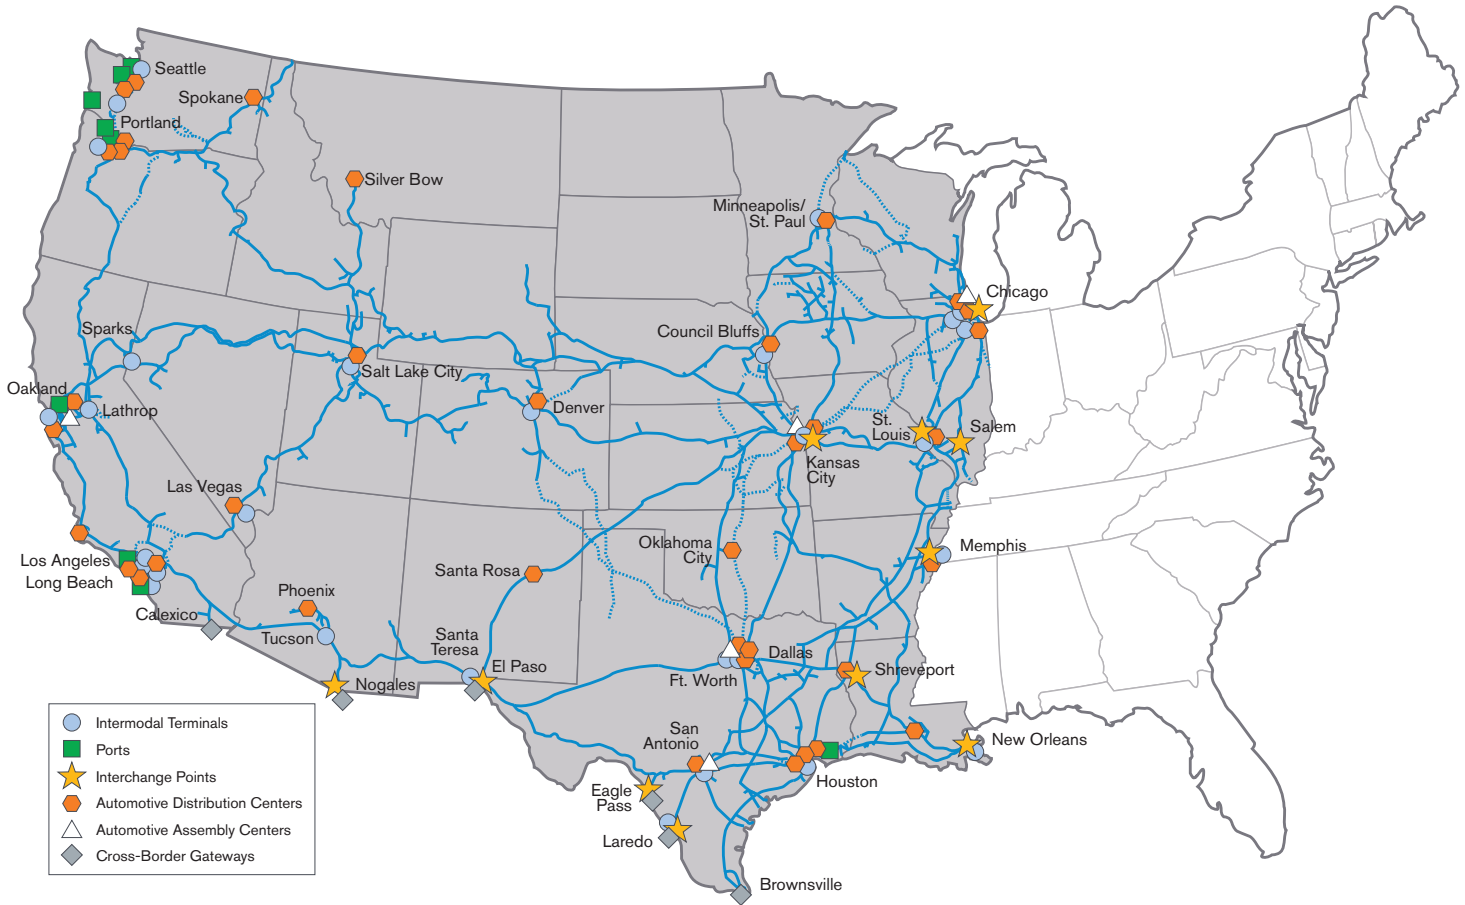 Seattle
Spokane
Portland
Silver Bow
Minneapolis/
St. Paul
Chicago
Sparks
Council Bluffs
Salt Lake City
Oakland
Lathrop
Denver
St.
Louis
Salem
Kansas
City
Las Vegas
Oklahoma
City
Memphis
Los Angeles
Long Beach
Santa Rosa
Phoenix
Calexico
Tucson
Santa
Teresa
El Paso
Dallas
Ft. Worth
Shreveport
Nogales
San
Antonio
New Orleans
Houston
Eagle
Pass
Laredo
Brownsville
Intermodal Terminals
Ports
Interchange Points
Automotive Distribution Centers
Automotive Assembly Centers
Cross-Border Gateways